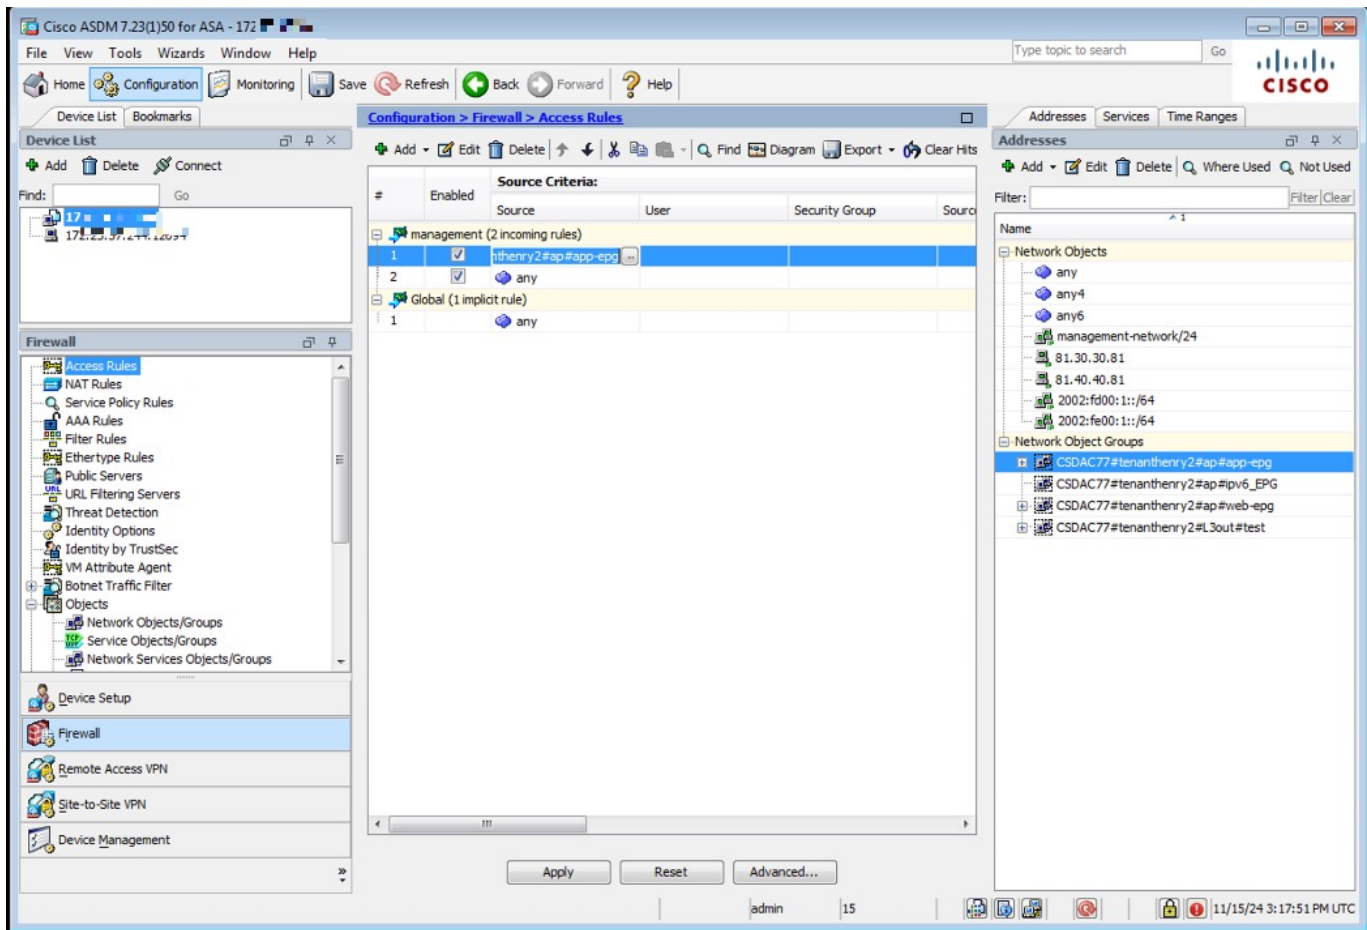 Cisco ASDM 7.23(1)50 for ASA - 172
File View Tools Wizards Window Help
Type topic to search Go
CISCO
Home Configuration Monitoring Save Refresh Back Forward Help
Device List Bookmarks
Device List
Add Delete Connect
Find: Go
17
Firewall
Access Rules
NAT Rules
Service Policy Rules
AAA Rules
Filter Rules
Ethertype Rules
Public Servers
URL Filtering Servers
Threat Detection
Identity Options
Identity by TrustSec
VM Attribute Agent
Botnet Traffic Filter
Objects
Network Objects/Groups
Service Objects/Groups
Network Services Objects/Groups
Device Setup
Firewall
Remote Access VPN
Site-to-Site VPN
Device Management
Configuration > Firewall > Access Rules
Add Edit Delete Find Diagram Export Clear Hits
# Enabled Source Criteria:
Source User Security Group Sourc
management (2 incoming rules)
1 nthenry2#ap#app-epg ...
2 any
Global (1 implicit rule)
1 any
Apply Reset Advanced...
Addresses Services Time Ranges
Addresses
Add Edit Delete Where Used Not Used
Filter: Filter Clear
Name 1
Network Objects
any
any4
any6
management-network/24
81.30.30.81
81.40.40.81
2002:fd00:1::/64
2002:fe00:1::/64
Network Object Groups
CSDAC77#tenanthenry2#ap#app-epg
CSDAC77#tenanthenry2#ap#ipv6_EPG
CSDAC77#tenanthenry2#ap#web-epg
CSDAC77#tenanthenry2#L3out#test
admin 15 11/15/24 3:17:51 PM UTC